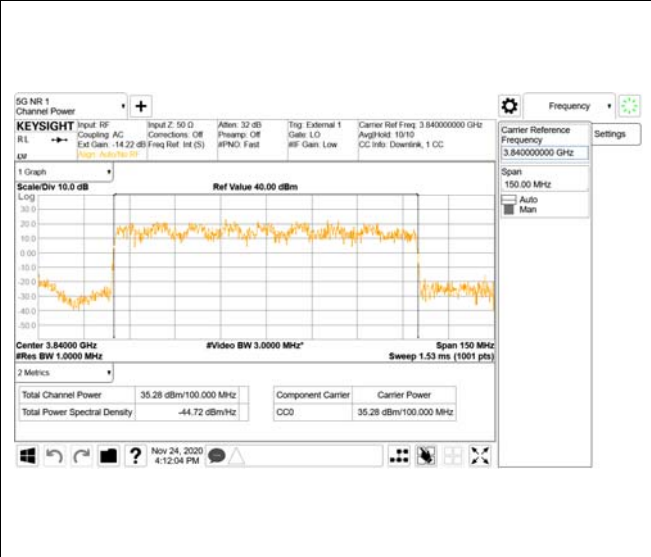 5G NR 1
Channel Power
KEYSIGHT
RL
Input: RF
Coupling: AC
Ext Gain: -14.22 dB
Align: Auto/No RF
Input Z: 50 Ω
Corrections: Off
Freq Ref: Int (S)
Atten: 32 dB
Preamp: Off
#PNO: Fast
Trig: External 1
Gate: LO
#IF Gain: Low
Carrier Ref Freq: 3.840000000 GHz
Avg|Hold: 10/10
CC Info: Downlink, 1 CC
1 Graph
Scale/Div 10.0 dB
Ref Value 40.00 dBm
Log
30.0
20.0
10.0
0.00
-10.0
-20.0
-30.0
-40.0
-50.0
Center 3.84000 GHz
#Video BW 3.0000 MHz*
Span 150 MHz
#Res BW 1.0000 MHz
Sweep 1.53 ms (1001 pts)
2 Metrics
Total Channel Power 35.28 dBm/100.000 MHz
Total Power Spectral Density -44.72 dBm/Hz
Component Carrier Carrier Power
CC0 35.28 dBm/100.000 MHz
?
Nov 24, 2020
4:12:04 PM
Frequency
Settings
Carrier Reference
Frequency
3.840000000 GHz
Span
150.00 MHz
Auto
Man